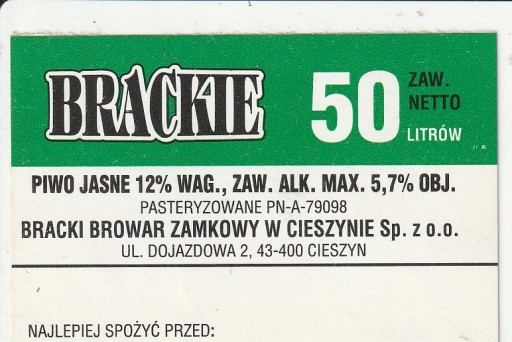 BRACKIE
50
ZAW.
NETTO
LITRÓW
PIWO JASNE 12% WAG., ZAW. ALK. MAX. 5,7% OBJ.
PASTERYZOWANE PN-A-79098
BRACKI BROWAR ZAMKOWY W CIESZYNIE Sp. z o.o.
UL. DOJAZDOWA 2, 43-400 CIESZYN
NAJLEPIEJ SPOŻYĆ PRZED: